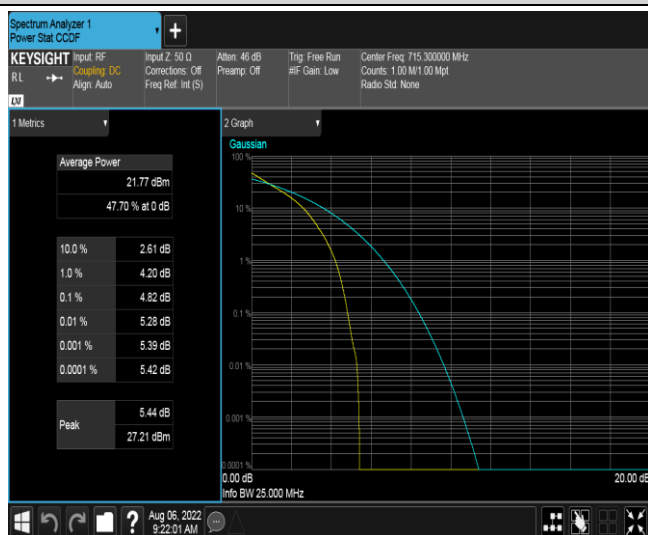 Spectrum Analyzer 1
Power Stat CCDF
KEYSIGHT
Input: RF
Coupling: DC
Align: Auto
Input Z: 50 Ω
Corrections: Off
Freq Ref: Int (S)
Atten: 46 dB
Preamp: Off
Trig: Free Run
#IF Gain: Low
Center Freq: 715.300000 MHz
Counts: 1.00 M/1.00 Mpt
Radio Std: None
R L
LXI
1 Metrics
Average Power
21.77 dBm
47.70 % at 0 dB
10.0 % 2.61 dB
1.0 % 4.20 dB
0.1 % 4.82 dB
0.01 % 5.28 dB
0.001 % 5.39 dB
0.0001 % 5.42 dB
Peak
5.44 dB
27.21 dBm
2 Graph
Gaussian
100 %
10 %
1 %
0.1 %
0.01 %
0.001 %
0.0001 %
0.00 dB
20.00 dB
Info BW 25.000 MHz
Aug 06, 2022
9:22:01 AM